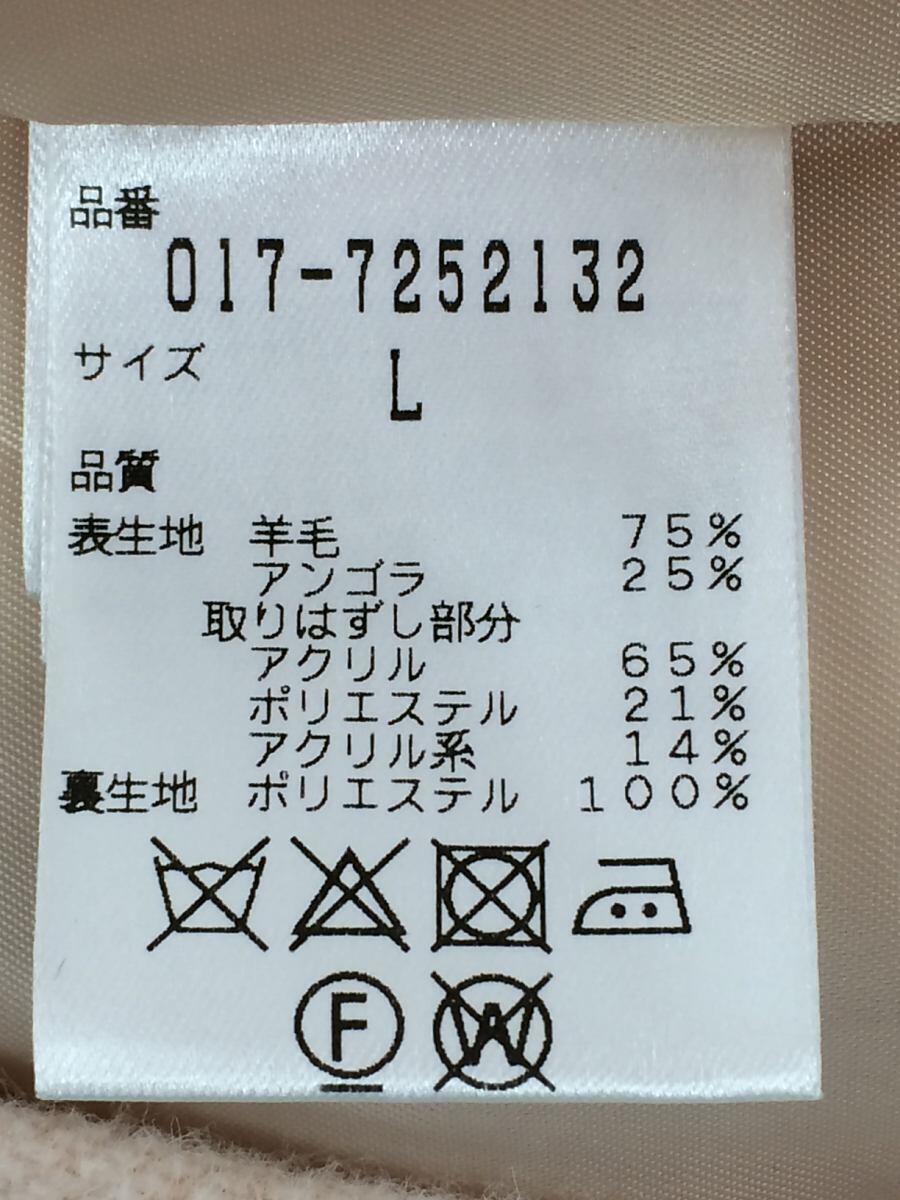 品番
017-7252132
サイズ L
品質
表生地 羊毛 75%
アンゴラ 25%
取りはずし部分
アクリル 65%
ポリエステル 21%
アクリル系 14%
裏生地 ポリエステル 100%
F W